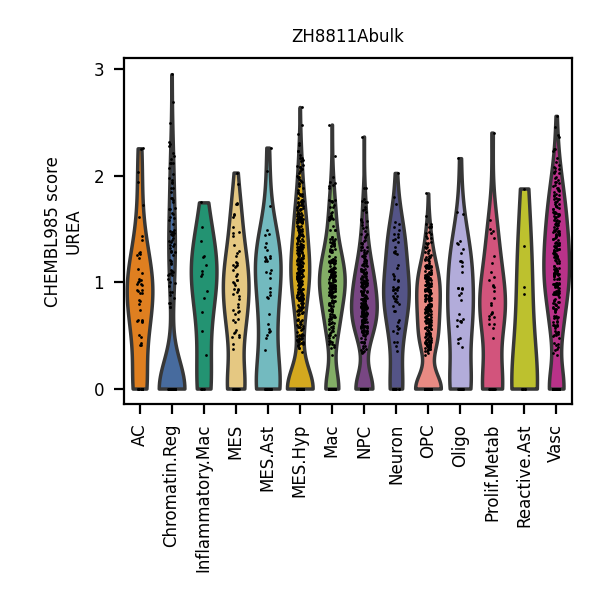 ZH8811Abulk
CHEMBL985 score
UREA
3
2
1
0
AC
Chromatin.Reg
Inflammatory.Mac
MES
MES.Ast
MES.Hyp
Mac
NPC
Neuron
OPC
Oligo
Prolif.Metab
Reactive.Ast
Vasc